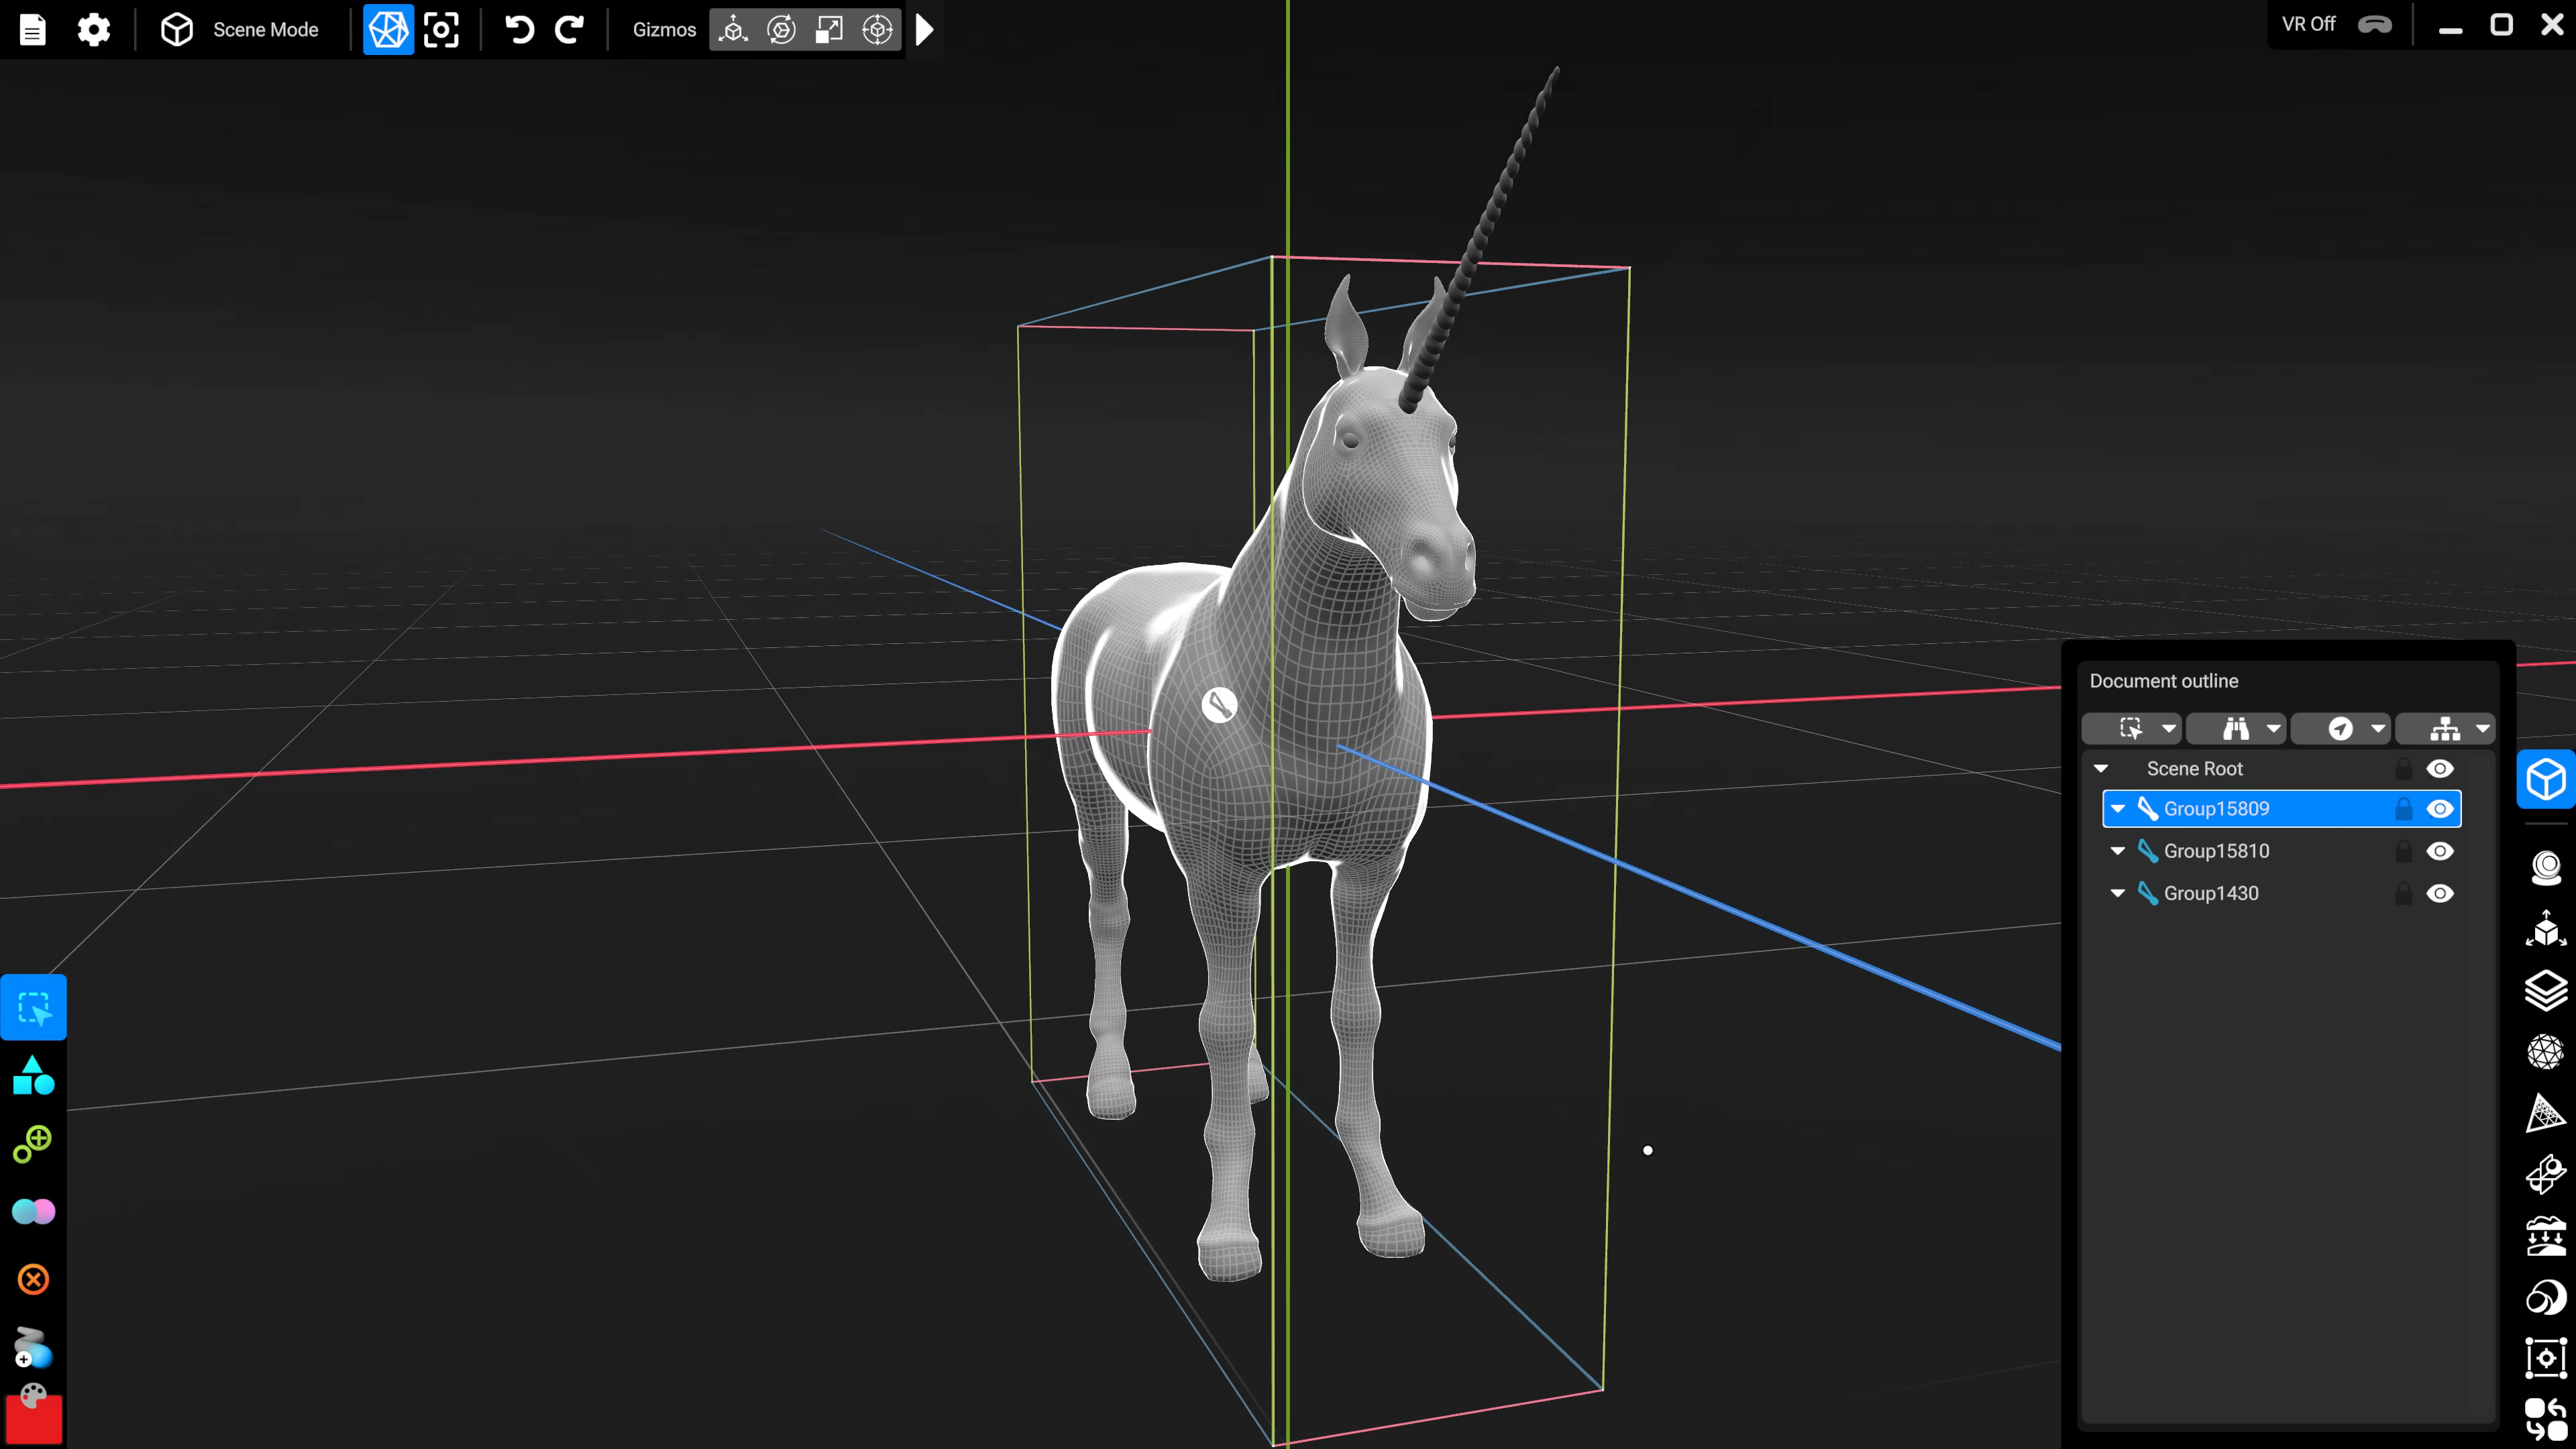 Scene Mode
Gizmos
VR Off
Document outline
Scene Root
Group15809
Group15810
Group1430